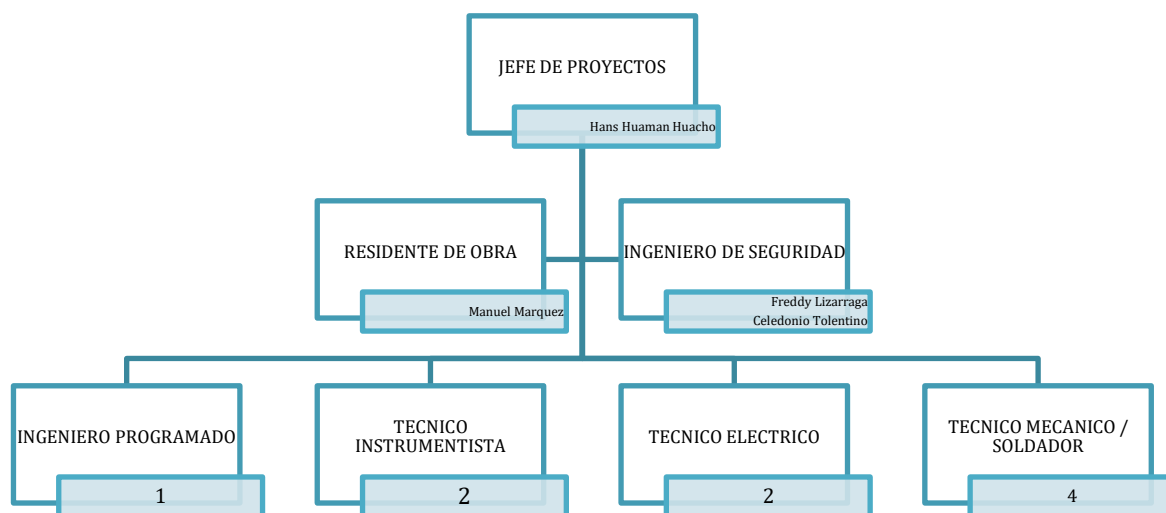 JEFE DE PROYECTOS
Hans Huaman Huacho
RESIDENTE DE OBRA
Manuel Marquez
INGENIERO DE SEGURIDAD
Freddy Lizarraga
Celedonio Tolentino
INGENIERO PROGRAMADO
1
TECNICO
INSTRUMENTISTA
2
TECNICO ELECTRICO
2
TECNICO MECANICO /
SOLDADOR
4